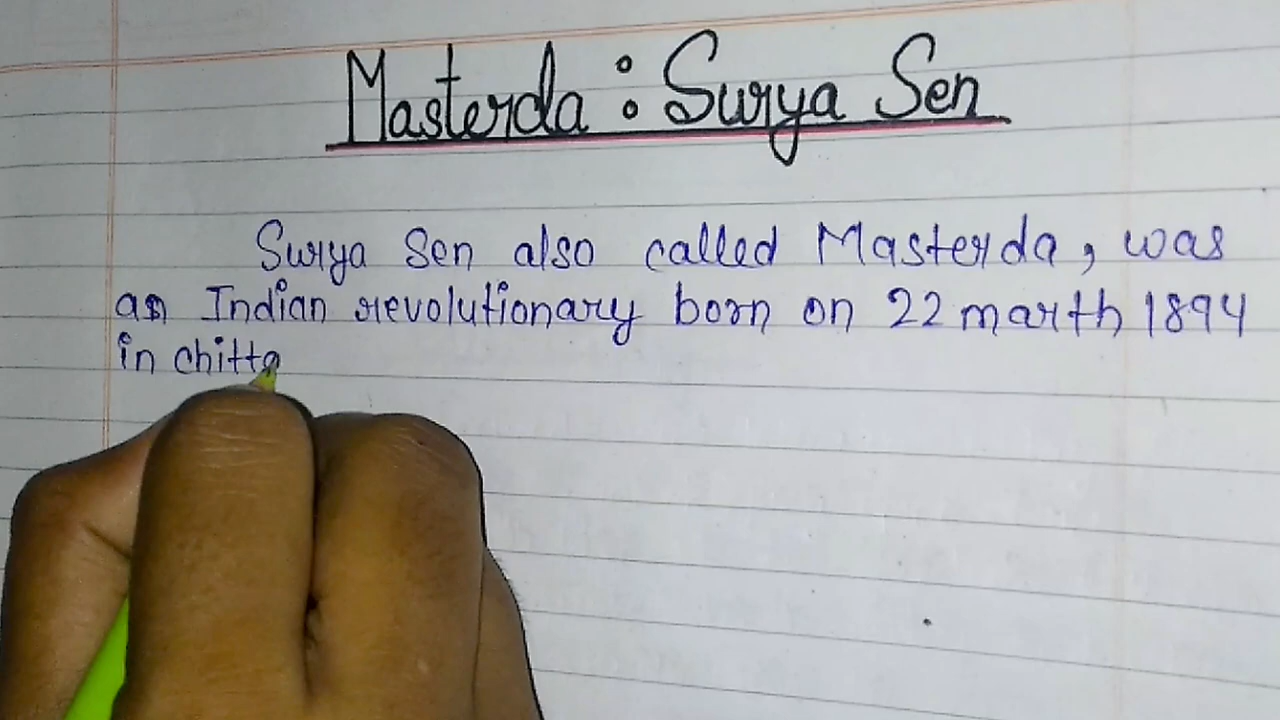 Masterda : Surya Sen
Surya Sen also called Masterda, was
an Indian revolutionary born on 22 marth 1894
in chitta